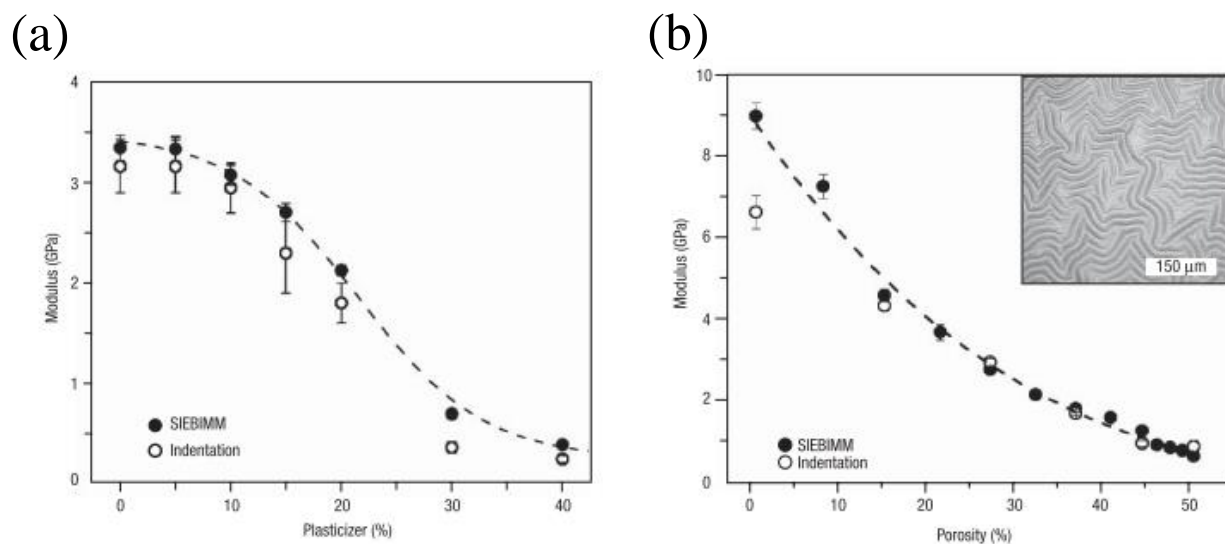 (a)
4
3
2
1
0
Modulus (GPa)
SIEBIMM
Indentation
0
10
20
30
40
Plasticizer (%)
(b)
10
8
6
4
2
0
Modulus (GPa)
150 μm
SIEBIMM
Indentation
0
10
20
30
40
50
Porosity (%)